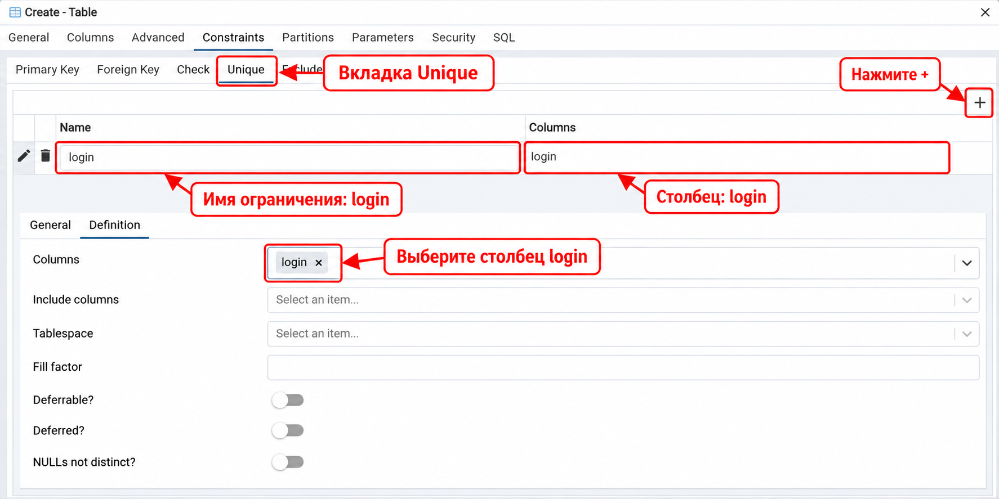 Create - Table
General Columns Advanced Constraints Partitions Parameters Security SQL
Primary Key Foreign Key Check Unique Exclude
Вкладка Unique
Нажмите +
Name Columns
login login
Имя ограничения: login
Столбец: login
General Definition
Columns login ×
Выберите столбец login
Include columns Select an item...
Tablespace Select an item...
Fill factor
Deferrable?
Deferred?
NULLs not distinct?